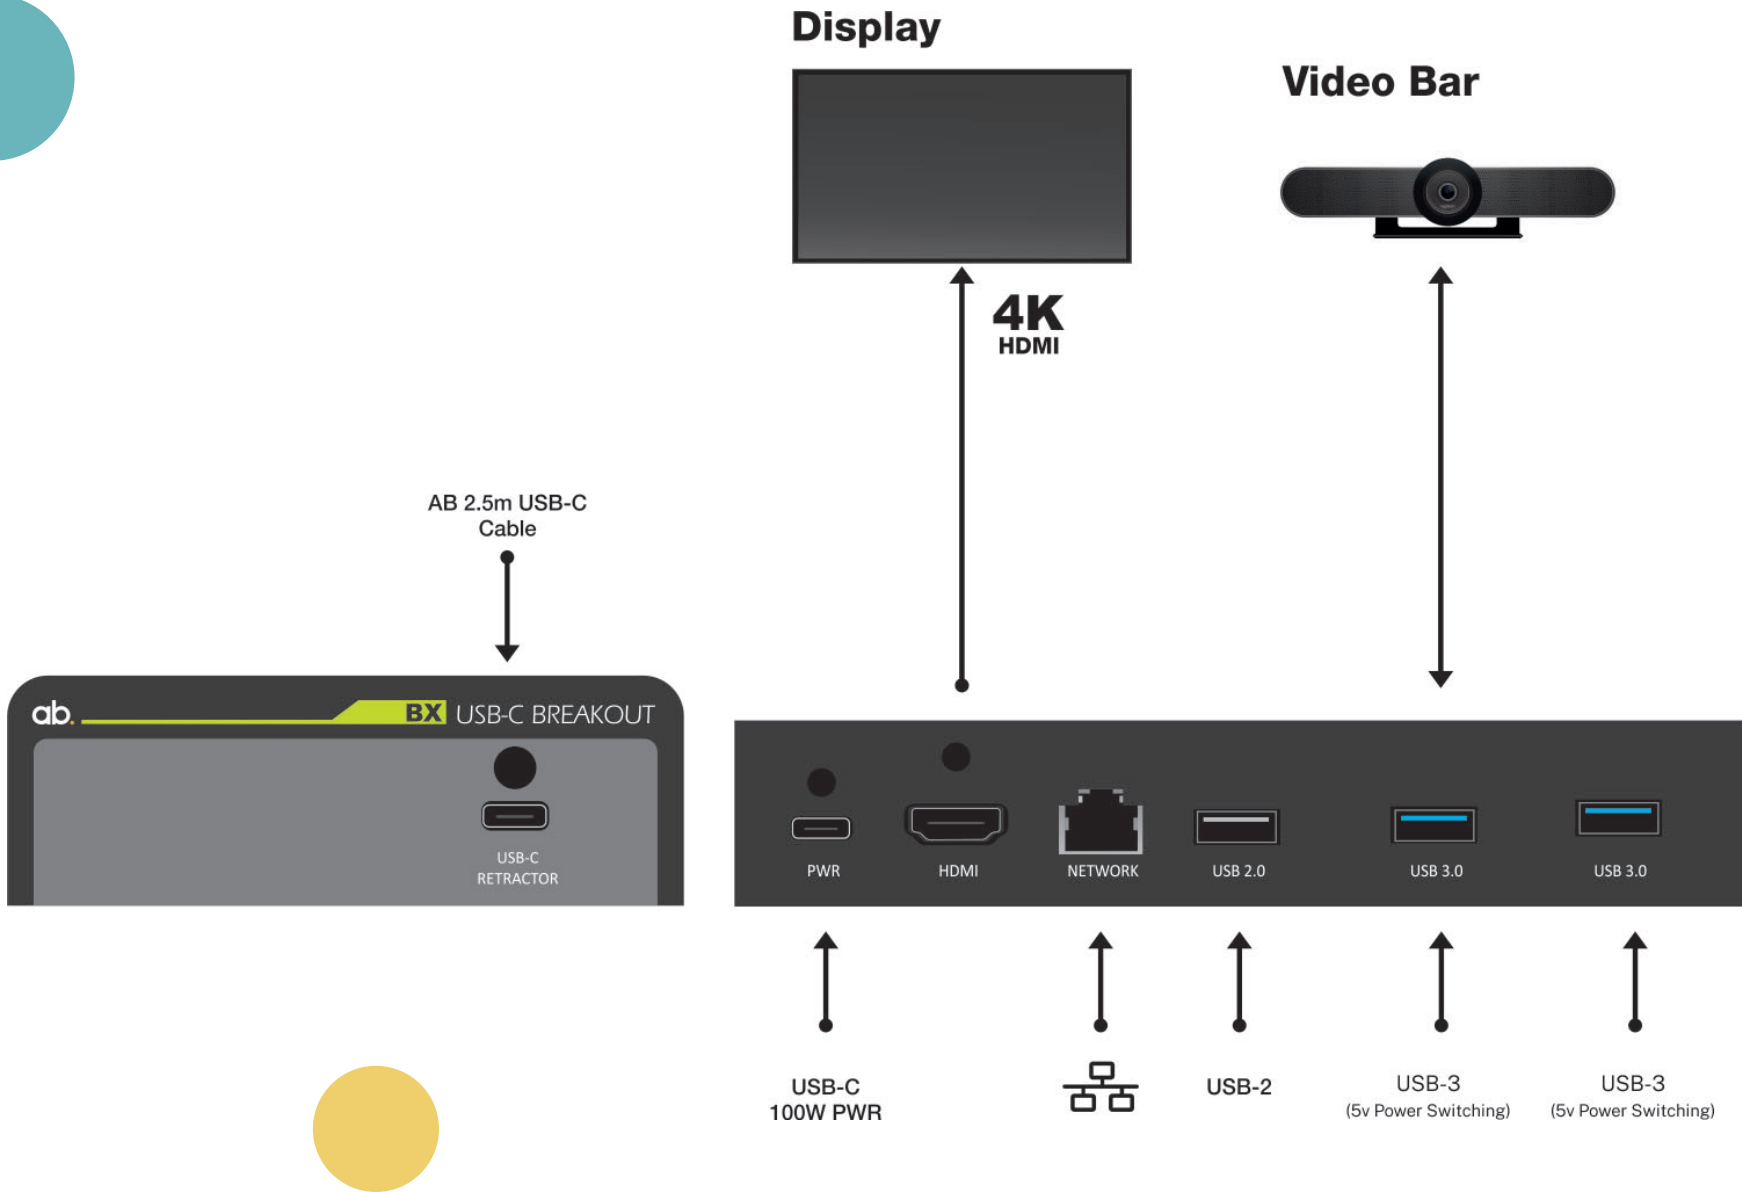 Display
Video Bar
4K
HDMI
AB 2.5m USB-C
Cable
ab.
BX USB-C BREAKOUT
USB-C
RETRACTOR
PWR
HDMI
NETWORK
USB 2.0
USB 3.0
USB 3.0
USB-C
100W PWR
USB-2
USB-3
(5v Power Switching)
USB-3
(5v Power Switching)